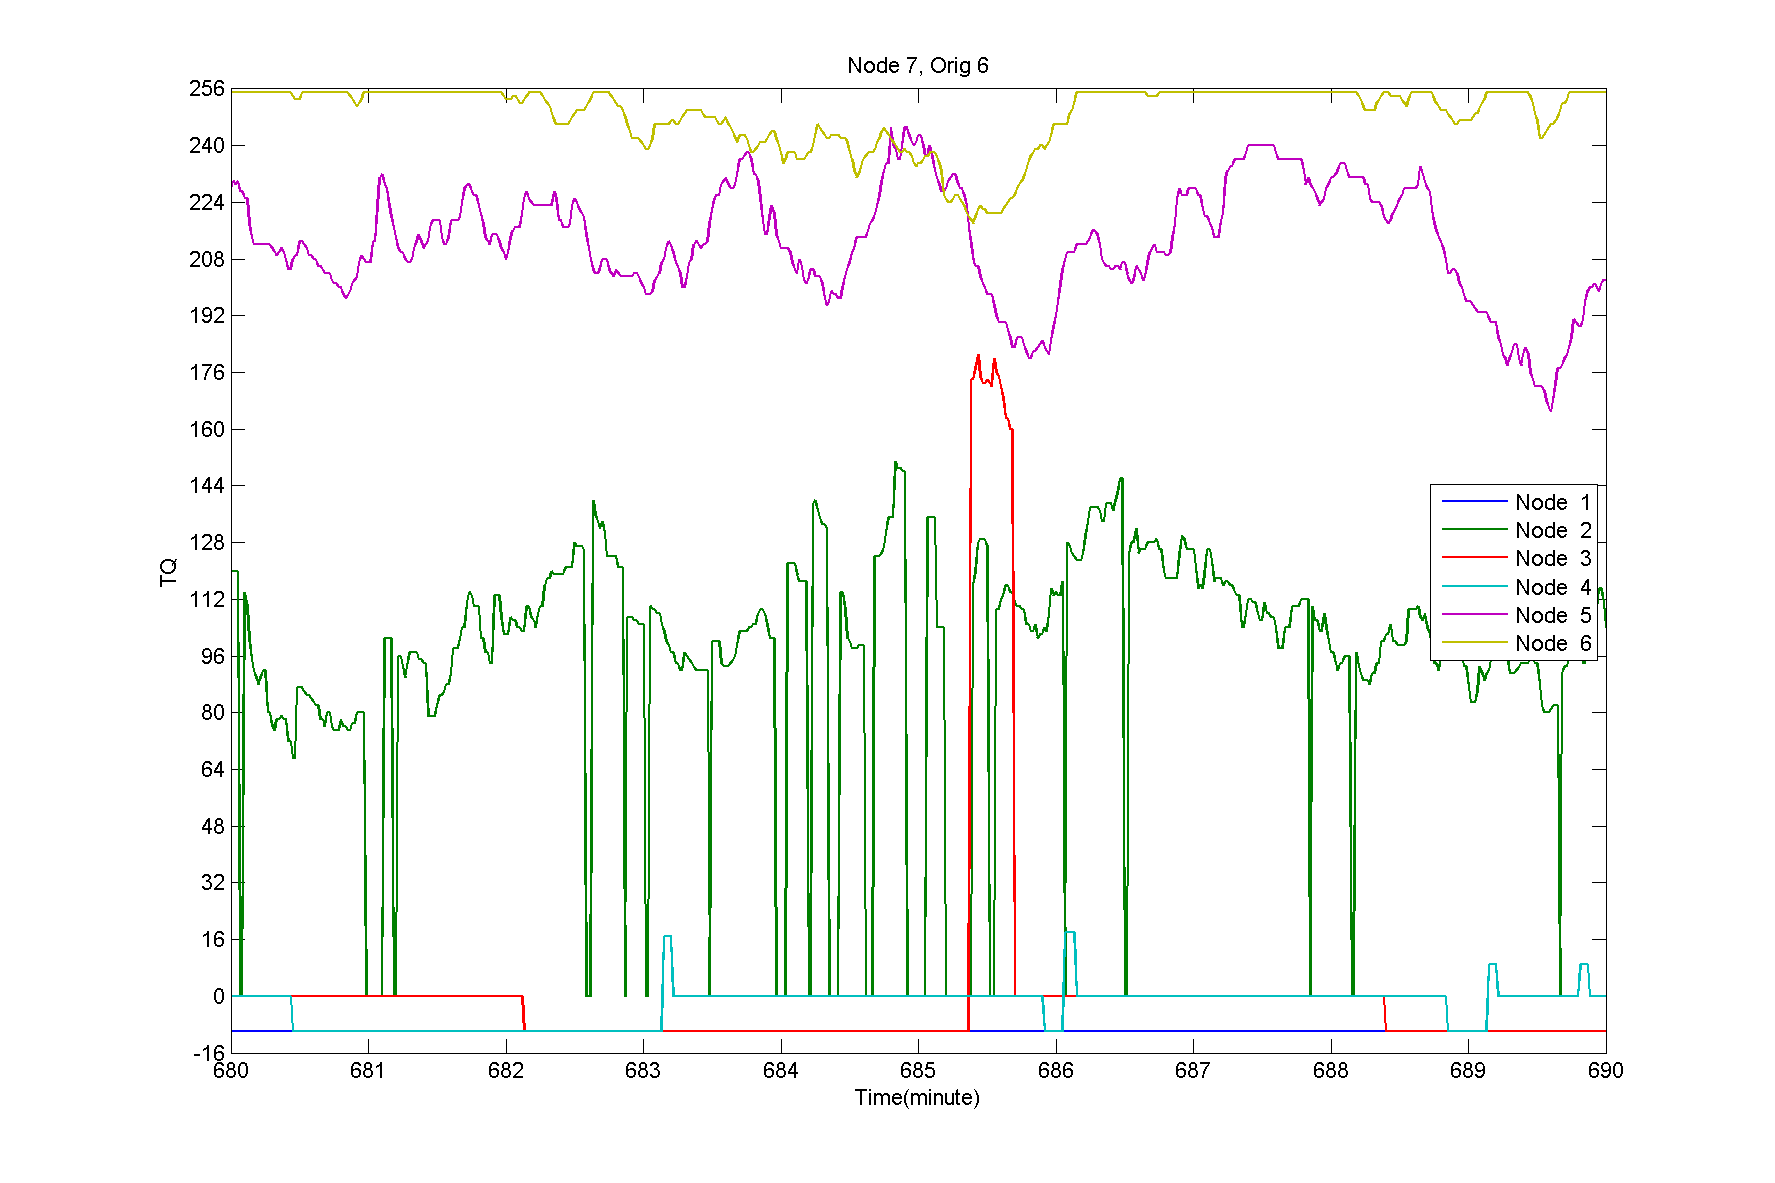 Node 7, Orig 6
256
240
224
208
192
176
160
144
128
112
96
80
64
48
32
16
0
-16
TQ
Node 1
Node 2
Node 3
Node 4
Node 5
Node 6
680 681 682 683 684 685 686 687 688 689 690
Time(minute)